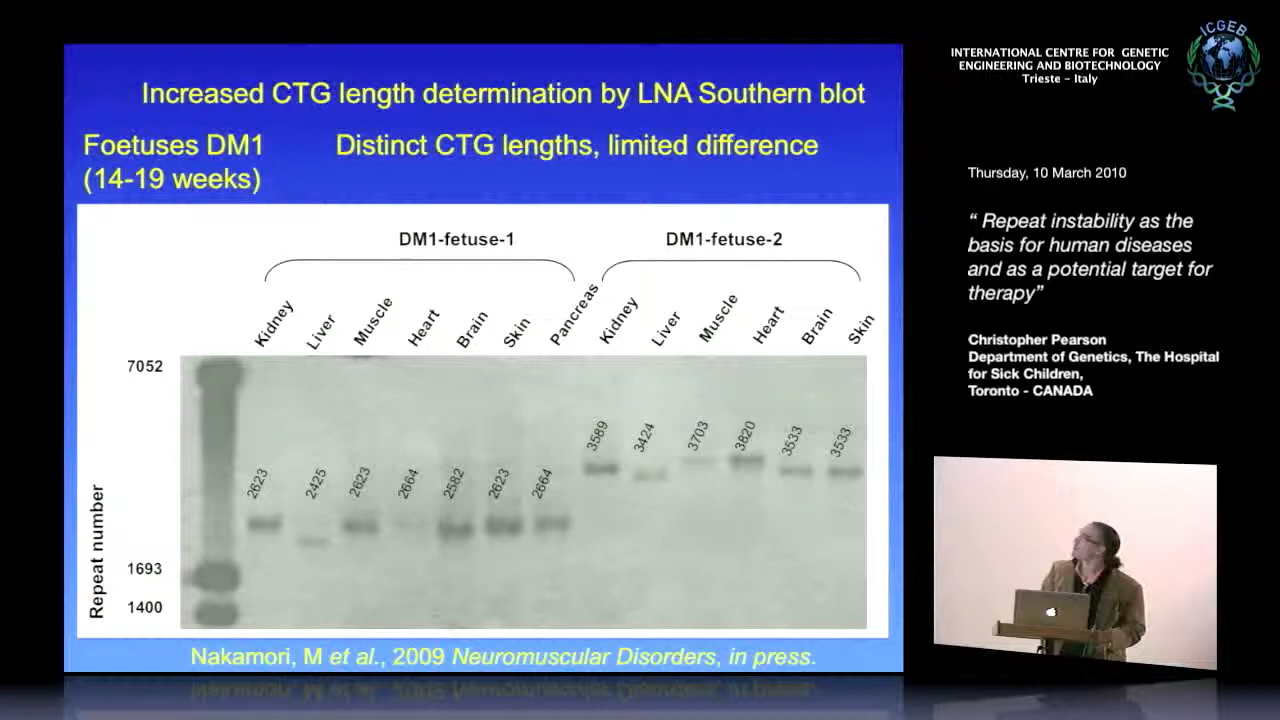 Increased CTG length determination by LNA Southern blot
Foetuses DM1
(14-19 weeks)
Distinct CTG lengths, limited difference
DM1-fetuse-1
DM1-fetuse-2
Kidney
Liver
Muscle
Heart
Brain
Skin
Pancreas
Kidney
Liver
Muscle
Heart
Brain
Skin
Repeat number
7052
1693
1400
2623
2425
2623
2664
2582
2623
2664
3589
3424
3703
3820
3533
3533
Nakamori, M et al., 2009 Neuromuscular Disorders, in press.
INTERNATIONAL CENTRE FOR GENETIC
ENGINEERING AND BIOTECHNOLOGY
Trieste – Italy
ICGEB
Thursday, 10 March 2010
“ Repeat instability as the
basis for human diseases
and as a potential target for
therapy”
Christopher Pearson
Department of Genetics, The Hospital
for Sick Children,
Toronto - CANADA